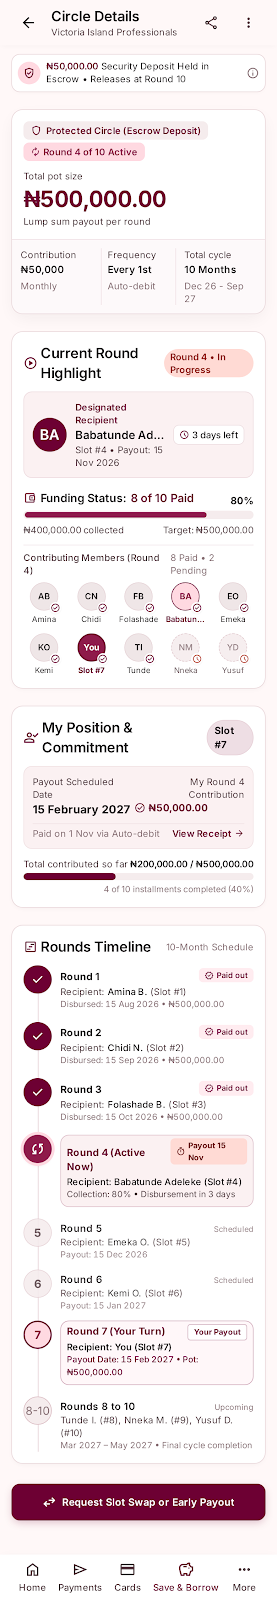 Circle Details
Victoria Island Professionals
₦50,000.00 Security Deposit Held in
Escrow • Releases at Round 10
Protected Circle (Escrow Deposit)
Round 4 of 10 Active
Total pot size
₦500,000.00
Lump sum payout per round
Contribution
₦50,000
Monthly
Frequency
Every 1st
Auto-debit
Total cycle
10 Months
Dec 26 - Sep
27
Current Round
Highlight
Round 4 • In
Progress
BA
Designated
Recipient
Babatunde Ad...
Slot #4 • Payout: 15
Nov 2026
3 days left
Funding Status: 8 of 10 Paid
80%
₦400,000.00 collected
Target: ₦500,000.00
Contributing Members (Round
4)
8 Paid • 2
Pending
AB
CN
FB
BA
EO
Amina
Chidi
Folashade
Babatun...
Emeka
KO
You
TI
NM
YD
Kemi
Slot #7
Tunde
Nneka
Yusuf
My Position &
Commitment
Slot
#7
Payout Scheduled
Date
15 February 2027
My Round 4
Contribution
₦50,000.00
Paid on 1 Nov via Auto-debit
View Receipt →
Total contributed so far ₦200,000.00 / ₦500,000.00
4 of 10 installments completed (40%)
Rounds Timeline
10-Month Schedule
Round 1
Paid out
Recipient: Amina B. (Slot #1)
Disbursed: 15 Aug 2026 • ₦500,000.00
Round 2
Paid out
Recipient: Chidi N. (Slot #2)
Disbursed: 15 Sep 2026 • ₦500,000.00
Round 3
Paid out
Recipient: Folashade B. (Slot #3)
Disbursed: 15 Oct 2026 • ₦500,000.00
Round 4 (Active
Now)
Payout 15
Nov
Recipient: Babatunde Adeleke (Slot #4)
Collection: 80% • Disbursement in 3 days
5
Round 5
Scheduled
Recipient: Emeka O. (Slot #5)
Payout: 15 Dec 2026
6
Round 6
Scheduled
Recipient: Kemi O. (Slot #6)
Payout: 15 Jan 2027
7
Round 7 (Your Turn)
Your Payout
Recipient: You (Slot #7)
Payout Date: 15 Feb 2027 • Pot:
₦500,000.00
8-10
Rounds 8 to 10
Upcoming
Tunde I. (#8), Nneka M. (#9), Yusuf D.
(#10)
Mar 2027 – May 2027 • Final cycle completion
Request Slot Swap or Early Payout
Home
Payments
Cards
Save & Borrow
More